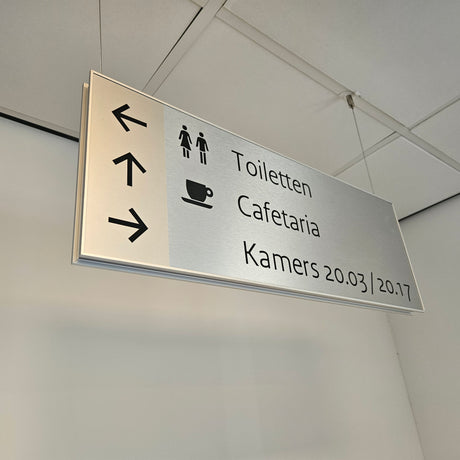 Toiletten
Cafetaria
Kamers 20.03 / 20.17